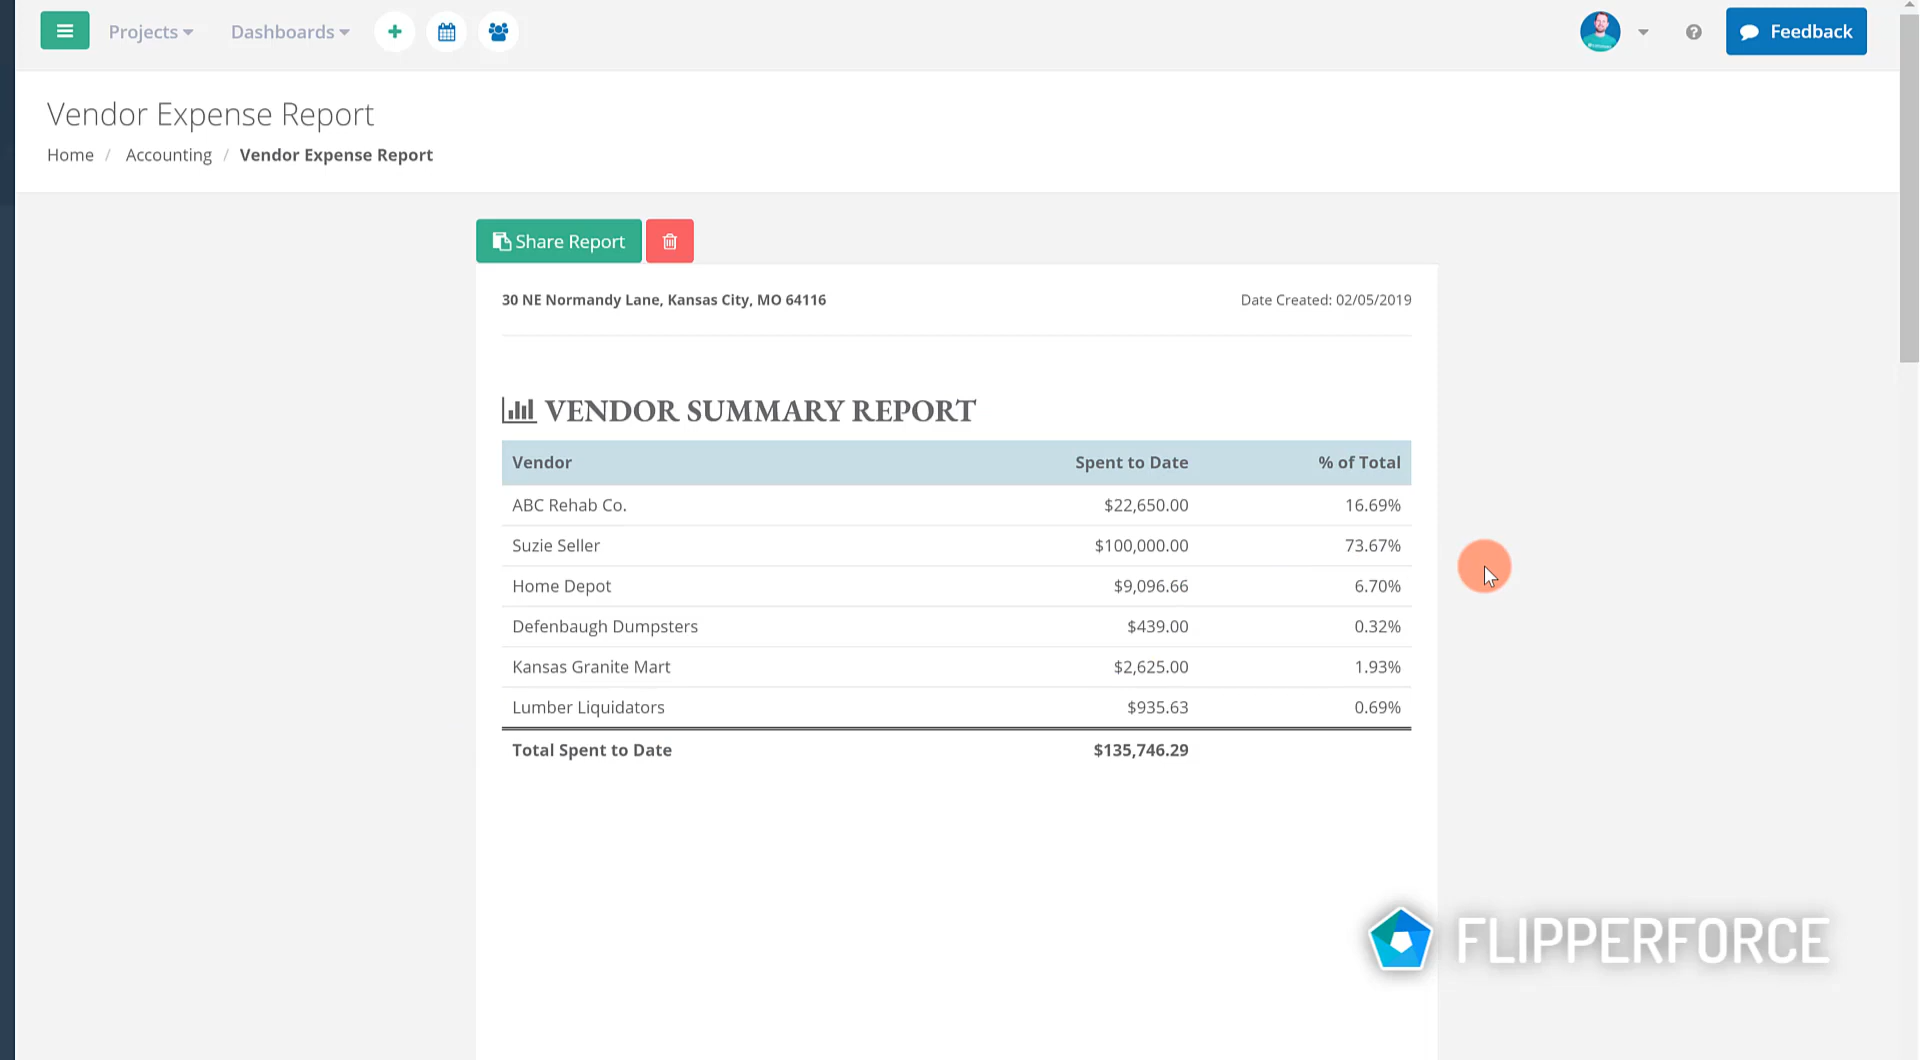 Projects Dashboards Feedback
Vendor Expense Report
Home / Accounting / Vendor Expense Report
Share Report
30 NE Normandy Lane, Kansas City, MO 64116 Date Created: 02/05/2019
VENDOR SUMMARY REPORT
Vendor Spent to Date % of Total
ABC Rehab Co. $22,650.00 16.69%
Suzie Seller $100,000.00 73.67%
Home Depot $9,096.66 6.70%
Defenbaugh Dumpsters $439.00 0.32%
Kansas Granite Mart $2,625.00 1.93%
Lumber Liquidators $935.63 0.69%
Total Spent to Date $135,746.29
FLIPPERFORCE